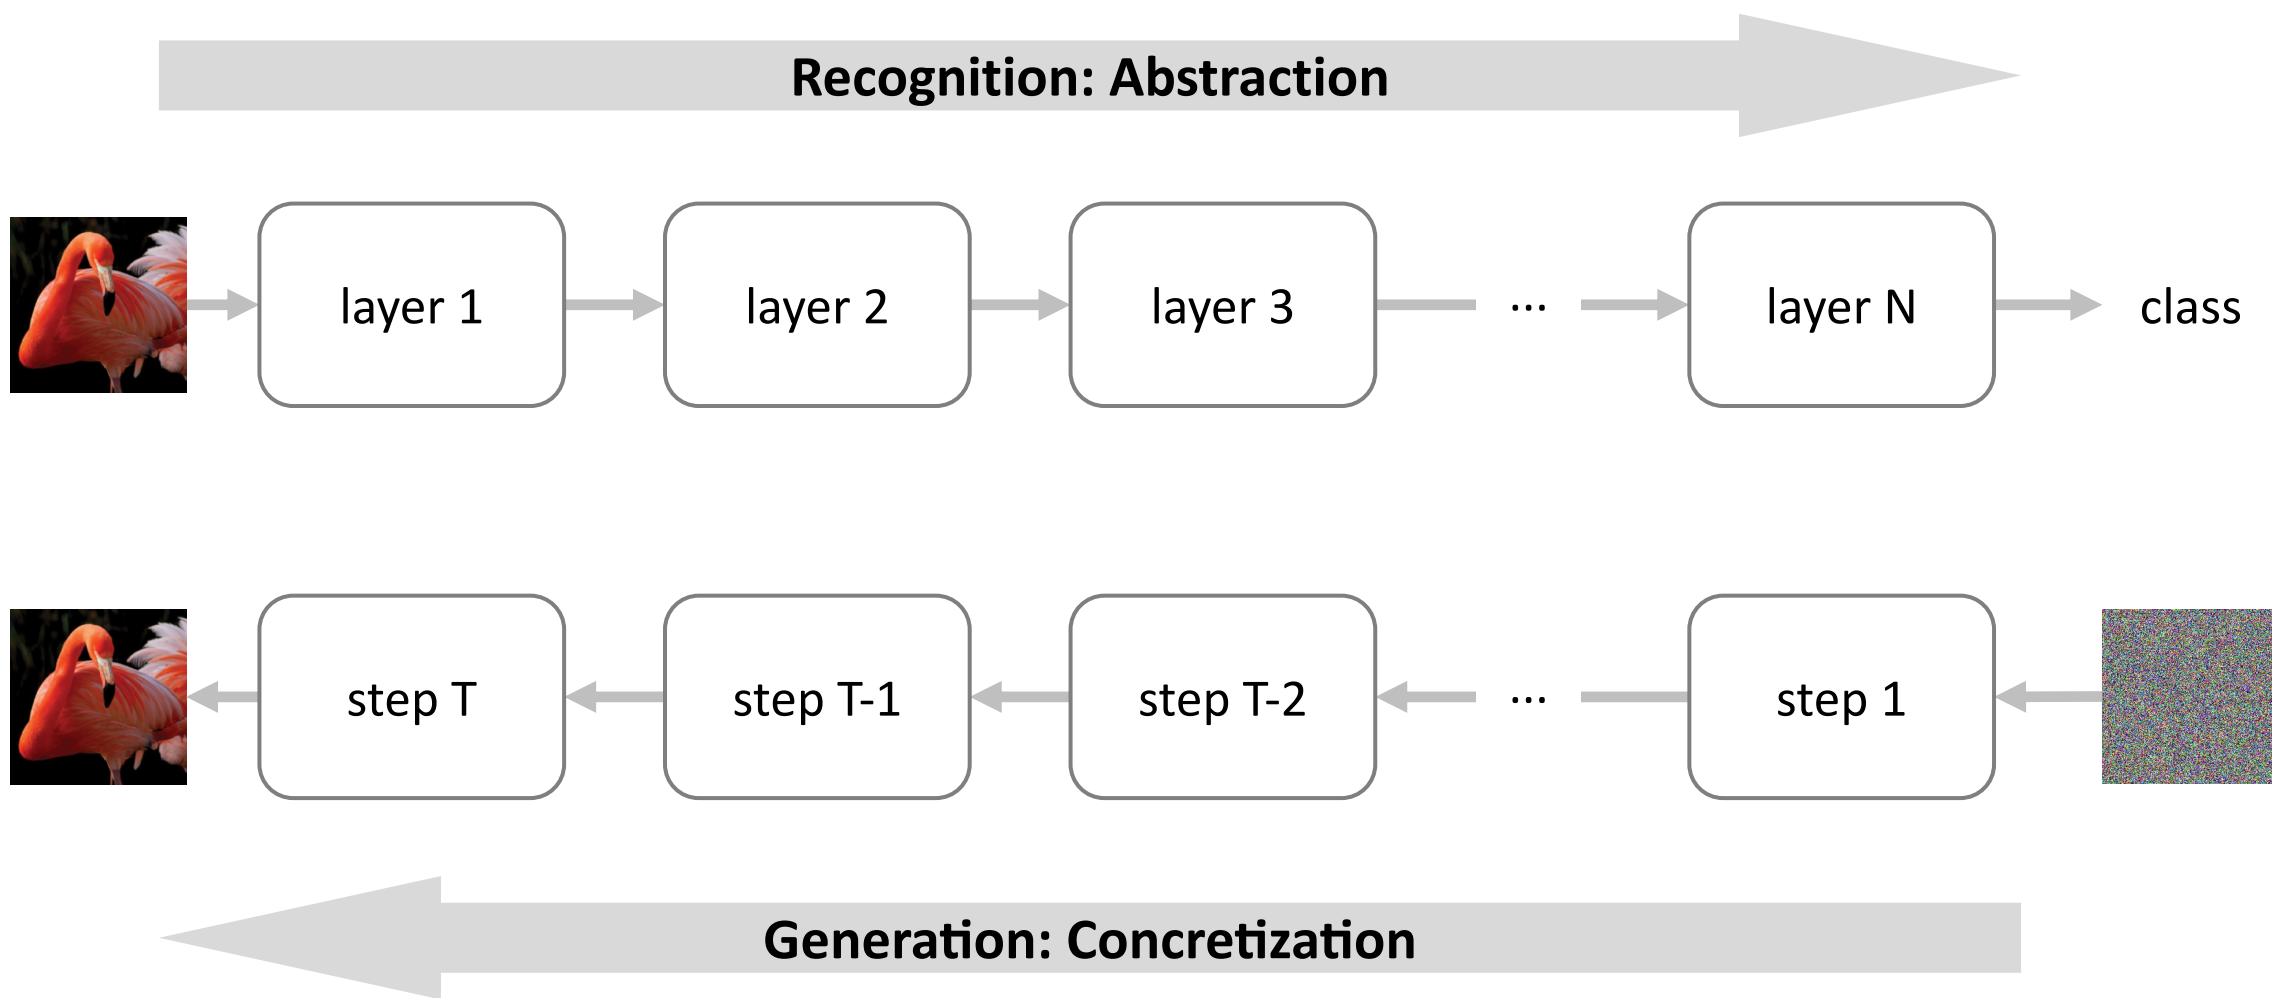 Recognition: Abstraction
layer 1
layer 2
layer 3
...
layer N
class
step T
step T-1
step T-2
...
step 1
Generation: Concretization